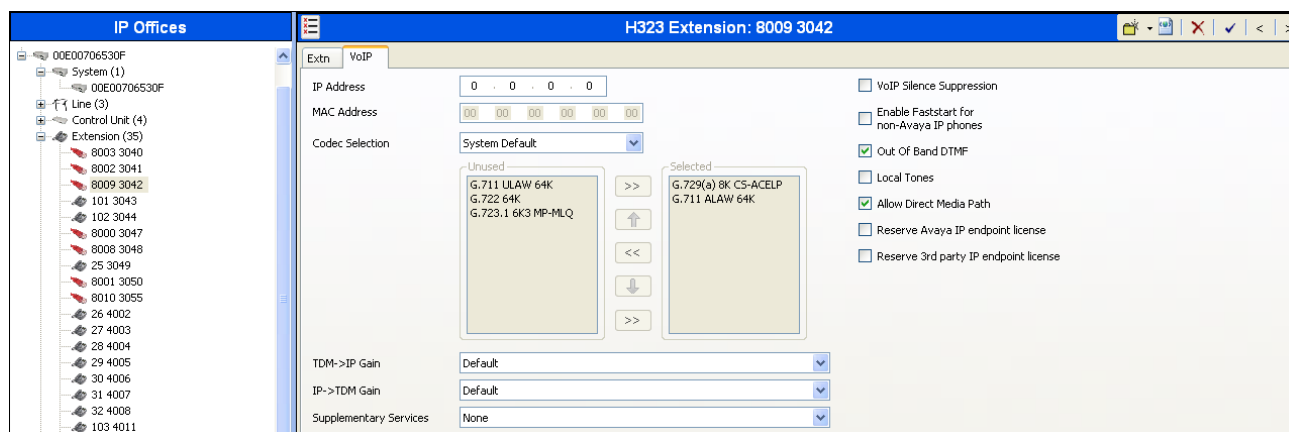 IP Offices
00E00706530F
System (1)
00E00706530F
Line (3)
Control Unit (4)
Extension (35)
8003 3040
8002 3041
8009 3042
101 3043
102 3044
8000 3047
8008 3048
25 3049
8001 3050
8010 3055
26 4002
27 4003
28 4004
29 4005
30 4006
31 4007
32 4008
103 4011
H323 Extension: 8009 3042
Extn VoIP
IP Address 0 . 0 . 0 . 0
MAC Address 00 00 00 00 00 00
Codec Selection System Default
Unused
G.711 ULAW 64K
G.722 64K
G.723.1 6K3 MP-MLQ
>>
<<
>>
Selected
G.729(a) 8K CS-ACELP
G.711 ALAW 64K
TDM->IP Gain Default
IP->TDM Gain Default
Supplementary Services None
VoIP Silence Suppression
Enable Faststart for
non-Avaya IP phones
Out Of Band DTMF
Local Tones
Allow Direct Media Path
Reserve Avaya IP endpoint license
Reserve 3rd party IP endpoint license